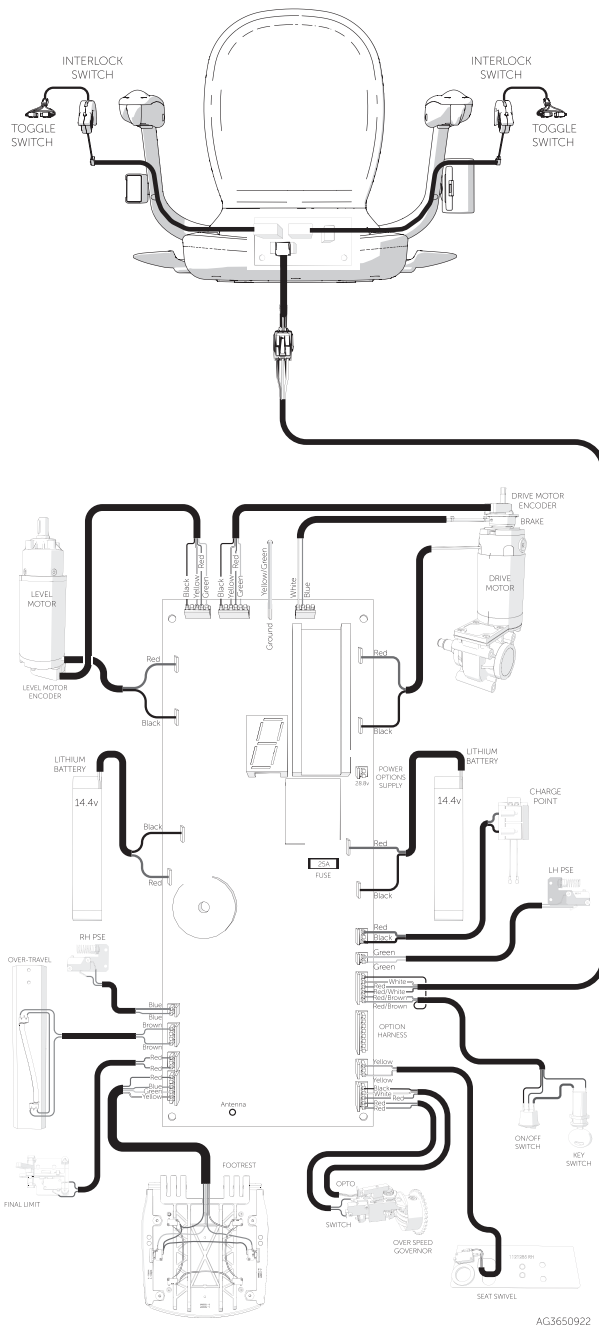 INTERLOCK
SWITCH
TOGGLE
SWITCH
INTERLOCK
SWITCH
TOGGLE
SWITCH
DRIVE MOTOR
ENCODER
BRAKE
DRIVE
MOTOR
LEVEL
MOTOR
LEVEL MOTOR
ENCODER
Black
Yellow
Red
Green
Black
Yellow
Red
Green
Ground
Yellow/Green
White
Blue
Red
Black
Red
Black
LITHIUM
BATTERY
14.4v
Black
Red
28.8v
POWER
OPTIONS
SUPPLY
LITHIUM
BATTERY
14.4v
CHARGE
POINT
25A
FUSE
Red
Black
LH PSE
RH PSE
OVER-TRAVEL
Red
Black
Green
Green
White
Red
Red/White
Red/Brown
Red/Brown
Blue
Blue
Brown
Brown
OPTION
HARNESS
Red
Red
Red
Blue
Green
Yellow
Yellow
Yellow
Black
White
Red
Red
Red
Antenna
ON/OFF
SWITCH
KEY
SWITCH
FINAL LIMIT
FOOTREST
OPTO
SWITCH
OVER SPEED
GOVERNOR
SEAT SWIVEL
AG3650922